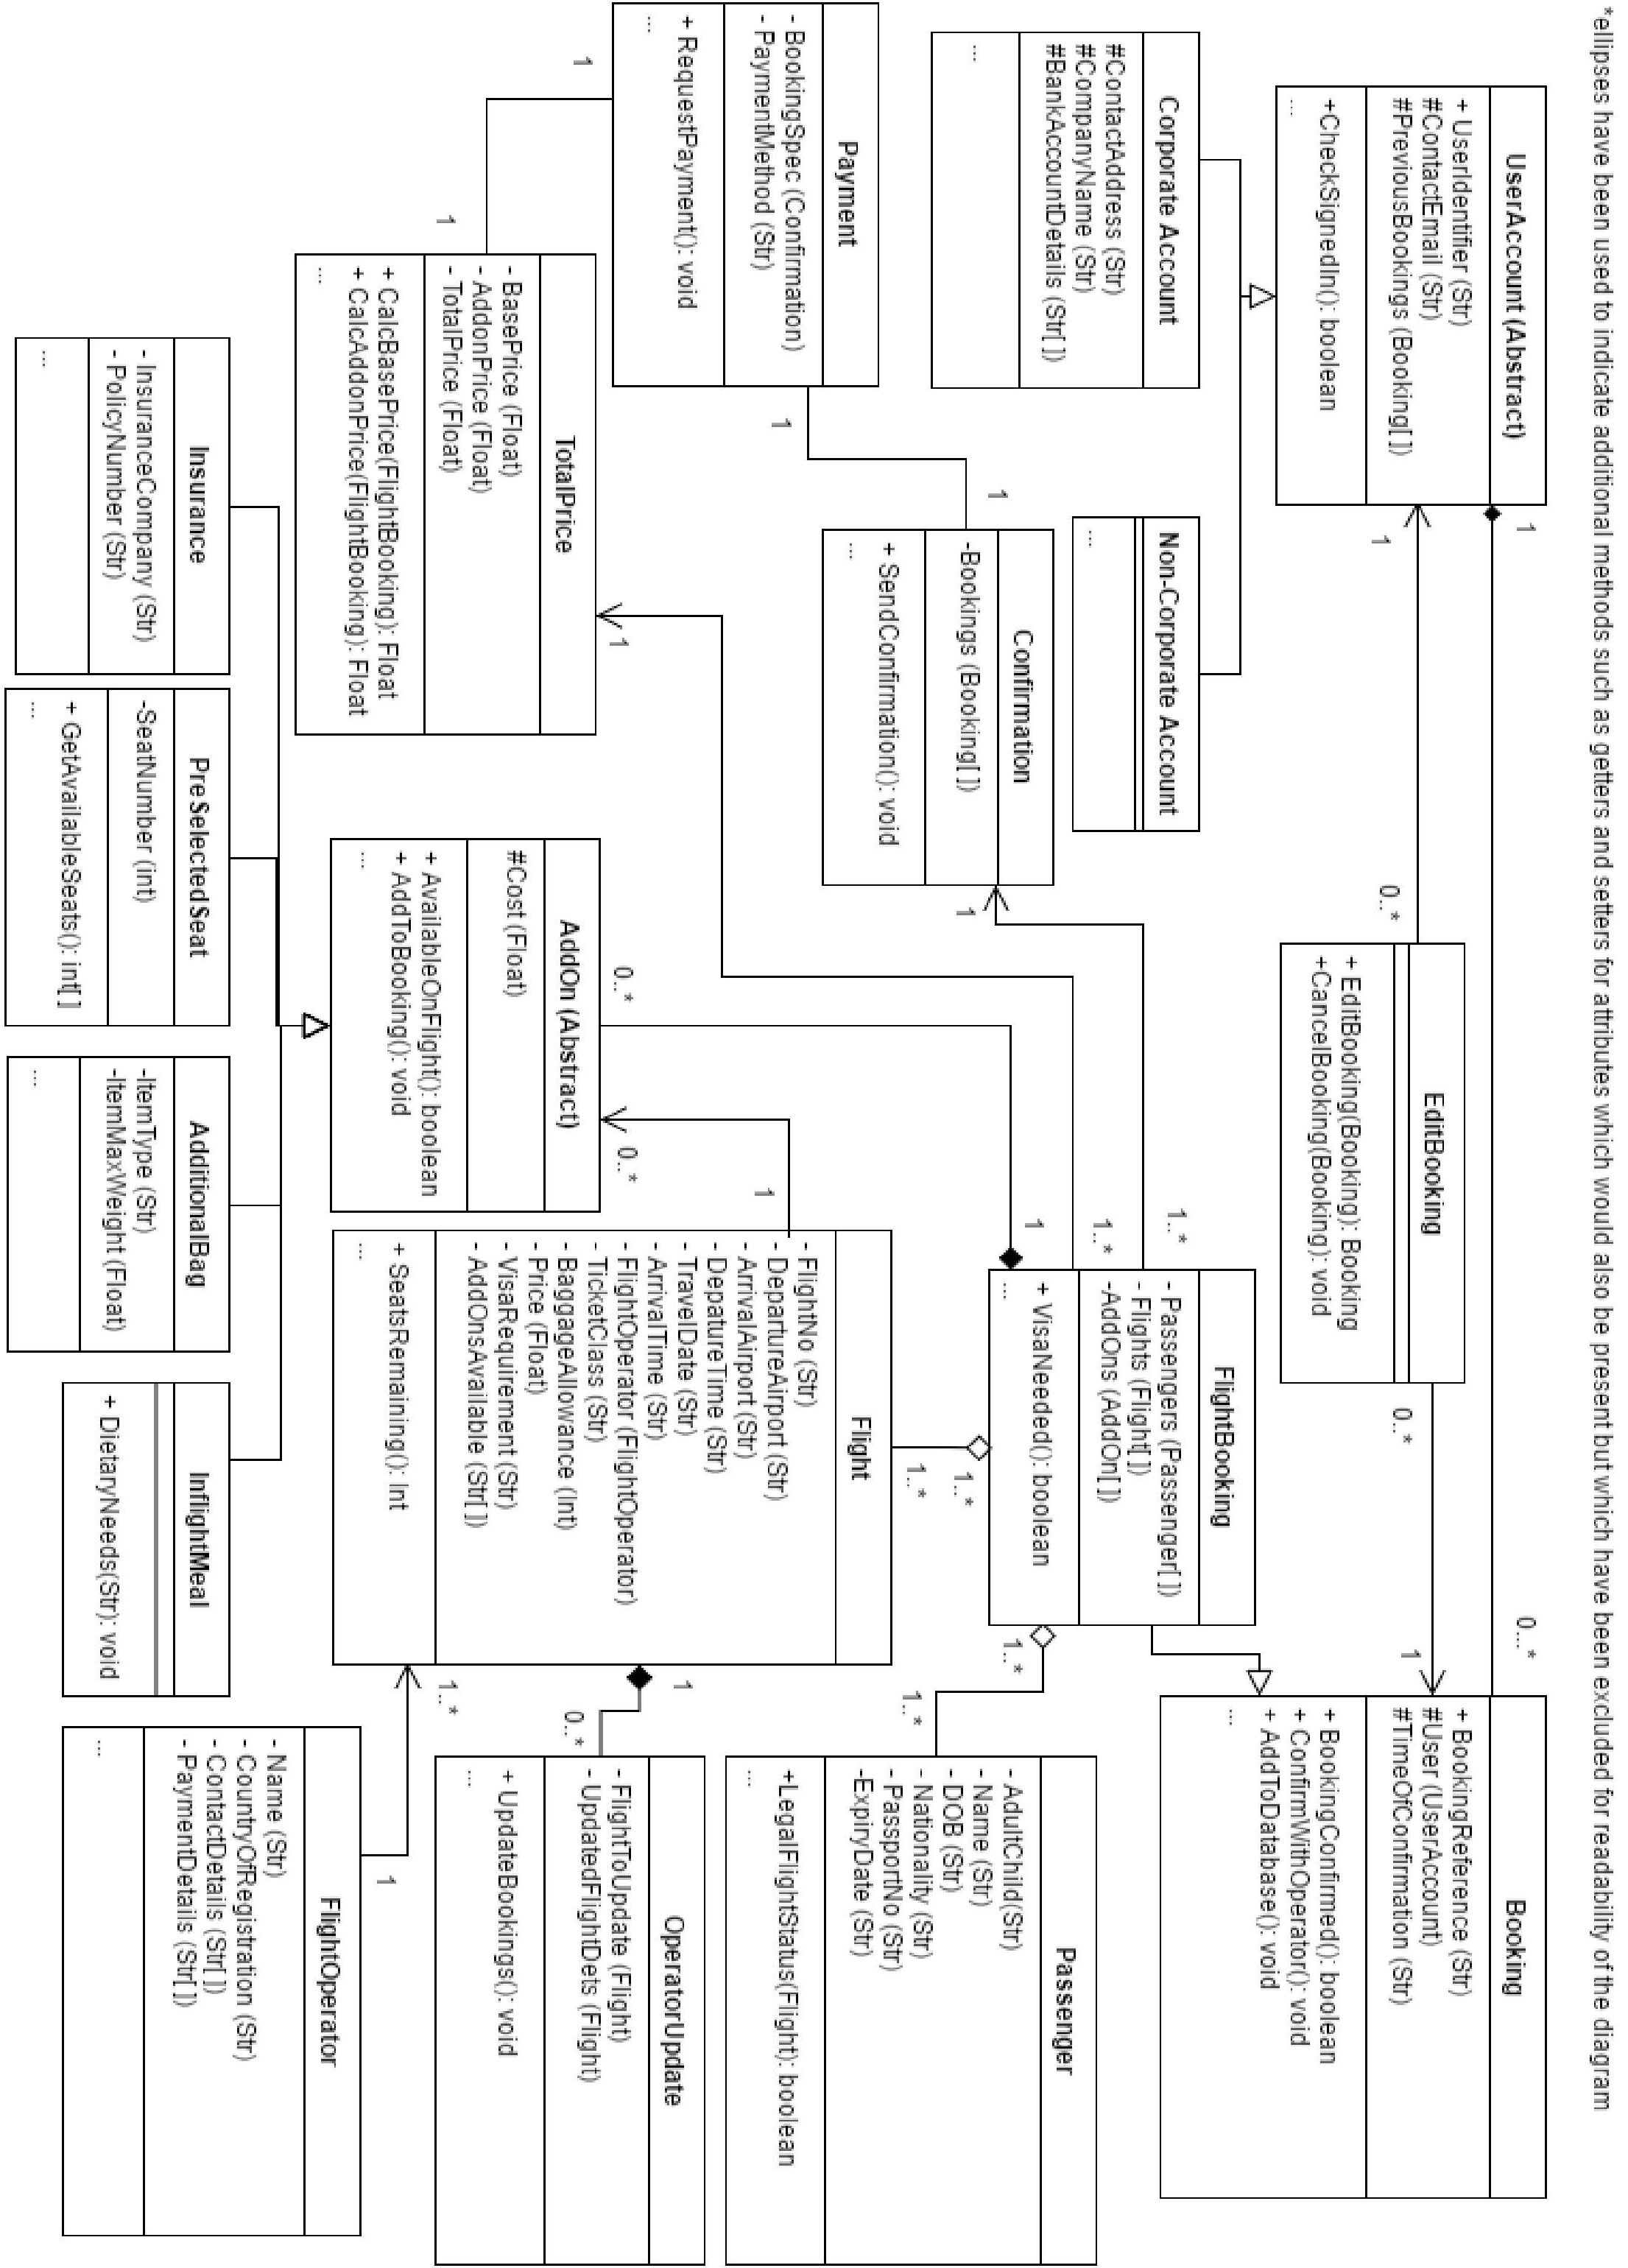 *ellipses have been used to indicate additional methods such as getters and setters for attributes which would also be present but which have been excluded for readability of the diagram
UserAccount (Abstract)
+ UserIdentifier (Str)
#ContactEmail (Str)
#PreviousBookings (Booking[ ])
+CheckSignedIn(): boolean
...
1
1
0..*
EditBooking
+ EditBooking(Booking): Booking
+CancelBooking(Booking): void
0..*
1
0...*
Booking
+ BookingReference (Str)
#User (UserAccount)
#TimeOfConfirmation (Str)
+ BookingConfirmed(): boolean
+ ConfirmWithOperator(): void
+ AddToDatabase(): void
...
Corporate Account
#ContactAddress (Str)
#CompanyName (Str)
#BankAccountDetails (Str[ ])
...
Non-Corporate Account
...
FlightBooking
- Passengers (Passenger[ ])
- Flights (Flight[ ])
-AddOns (AddOn[ ])
+ VisaNeeded(): boolean
...
1..*
1..*
1
1..*
1..*
1..*
1..*
Confirmation
-Bookings (Booking[ ])
+ SendConfirmation(): void
...
1
1
Payment
- BookingSpec (Confirmation)
- PaymentMethod (Str)
+ RequestPayment(): void
...
1
1
Passenger
- AdultChild(Str)
- Name (Str)
- DOB (Str)
- Nationality (Str)
- PassportNo (Str)
-ExpiryDate (Str)
+LegalFlightStatus(Flight): boolean
...
Flight
- FlightNo (Str)
-DepartureAirport (Str)
- ArrivalAirport (Str)
- DepatureTime (Str)
- TravelDate (Str)
- ArrivalTime (Str)
- FlightOperator (FlightOperator)
- TicketClass (Str)
- BaggageAllowance (Int)
- Price (Float)
- VisaRequirement (Str)
- AddOnsAvailable (Str[ ])
+ SeatsRemaining(): Int
...
1
1
0..*
1..*
OperatorUpdate
- FlightToUpdate (Flight)
- UpdatedFlightDets (Flight)
+ UpdateBookings(): void
...
TotalPrice
- BasePrice (Float)
- AddonPrice (Float)
- TotalPrice (Float)
+ CalcBasePrice(FlightBooking): Float
+ CalcAddonPrice(FlightBooking): Float
...
1
1
AddOn (Abstract)
#Cost (Float)
+ AvailableOnFlight(): boolean
+ AddToBooking(): void
...
0..*
0..*
FlightOperator
- Name (Str)
- CountryOfRegistration (Str)
- ContactDetails (Str[ ])
- PaymentDetails (Str[ ])
...
1
Insurance
- InsuranceCompany (Str)
- PolicyNumber (Str)
...
PreSelectedSeat
-SeatNumber (int)
+ GetAvailableSeats(): int[ ]
...
AdditionalBag
-ItemType (Str)
-ItemMaxWeight (Float)
...
InflightMeal
+ DietaryNeeds(Str): void